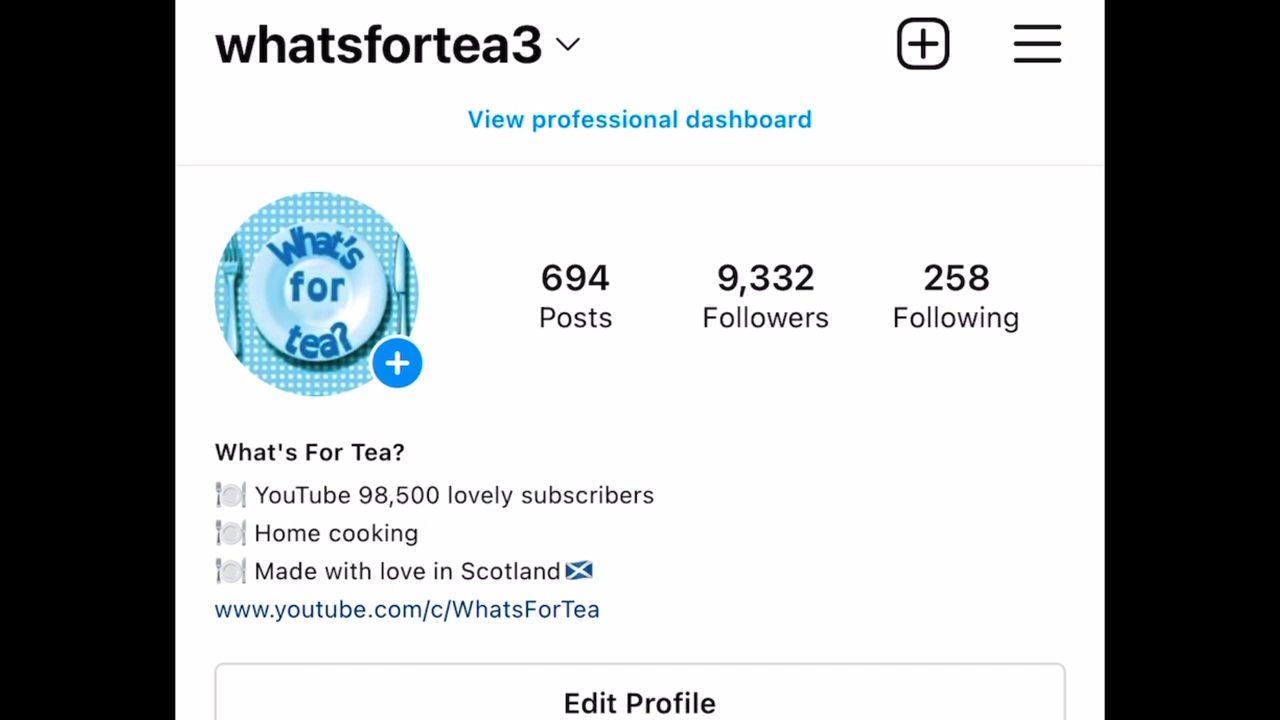 whatsfortea3
View professional dashboard
What's
for
tea?
694 9,332 258
Posts Followers Following
What's For Tea?
🍽️ YouTube 98,500 lovely subscribers
🍽️ Home cooking
🍽️ Made with love in Scotland🏴󠁧󠁢󠁳󠁣󠁴󠁿
www.youtube.com/c/WhatsForTea
Edit Profile